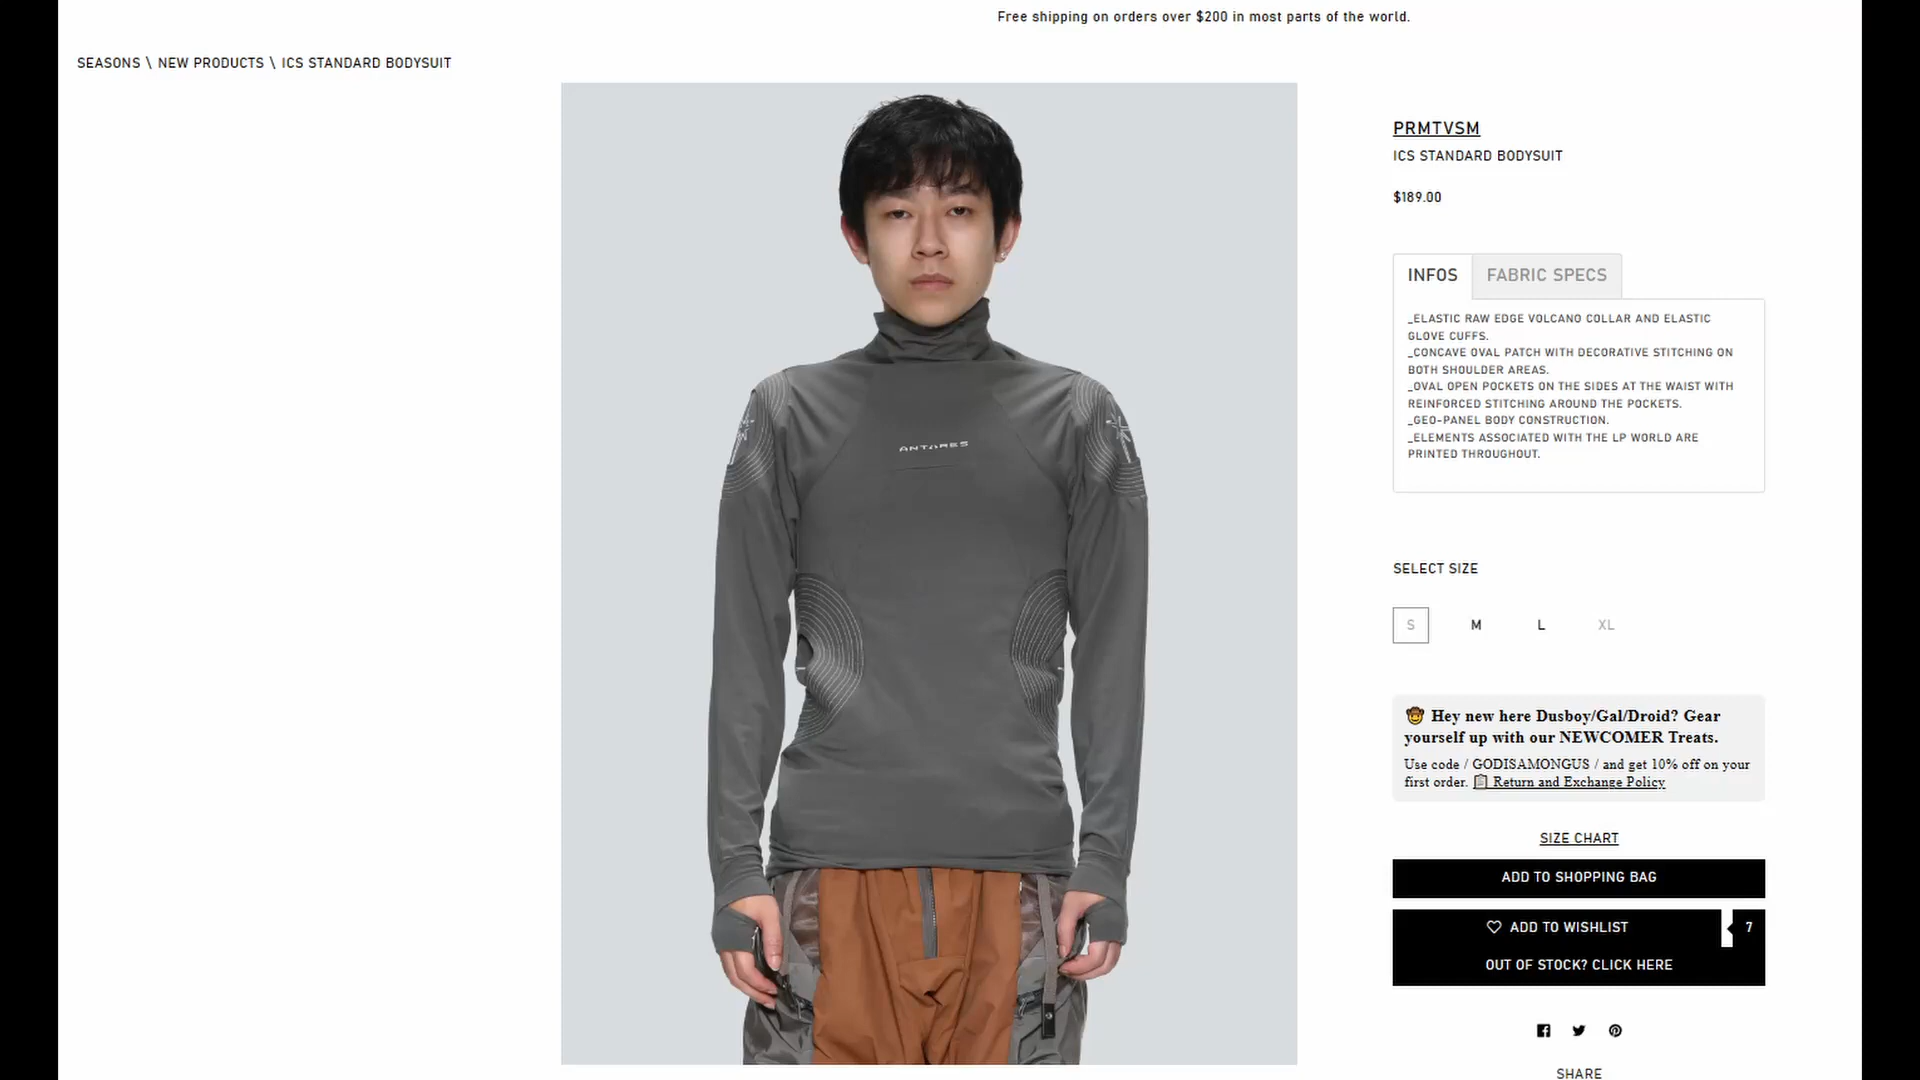 Free shipping on orders over $200 in most parts of the world.
SEASONS \ NEW PRODUCTS \ ICS STANDARD BODYSUIT
ANTARES
PRMTVSM
ICS STANDARD BODYSUIT
$189.00
INFOS
FABRIC SPECS
_ELASTIC RAW EDGE VOLCANO COLLAR AND ELASTIC
GLOVE CUFFS.
_CONCAVE OVAL PATCH WITH DECORATIVE STITCHING ON
BOTH SHOULDER AREAS.
_OVAL OPEN POCKETS ON THE SIDES AT THE WAIST WITH
REINFORCED STITCHING AROUND THE POCKETS.
_GEO-PANEL BODY CONSTRUCTION.
_ELEMENTS ASSOCIATED WITH THE LP WORLD ARE
PRINTED THROUGHOUT.
SELECT SIZE
S M L XL
🤠 Hey new here Dusboy/Gal/Droid? Gear
yourself up with our NEWCOMER Treats.
Use code / GODISAMONGUS / and get 10% off on your
first order. 📋 Return and Exchange Policy
SIZE CHART
ADD TO SHOPPING BAG
ADD TO WISHLIST 7
OUT OF STOCK? CLICK HERE
SHARE